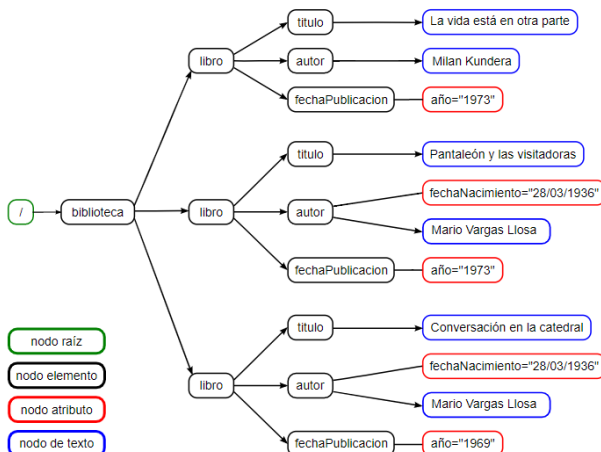 titulo
La vida está en otra parte
libro
autor
Milan Kundera
fechaPublicacion
año="1973"
titulo
Pantaleón y las visitadoras
fechaNacimiento="28/03/1936"
/
biblioteca
libro
autor
Mario Vargas Llosa
fechaPublicacion
año="1973"
titulo
Conversación en la catedral
nodo raíz
fechaNacimiento="28/03/1936"
nodo elemento
libro
autor
Mario Vargas Llosa
nodo atributo
fechaPublicacion
año="1969"
nodo de texto